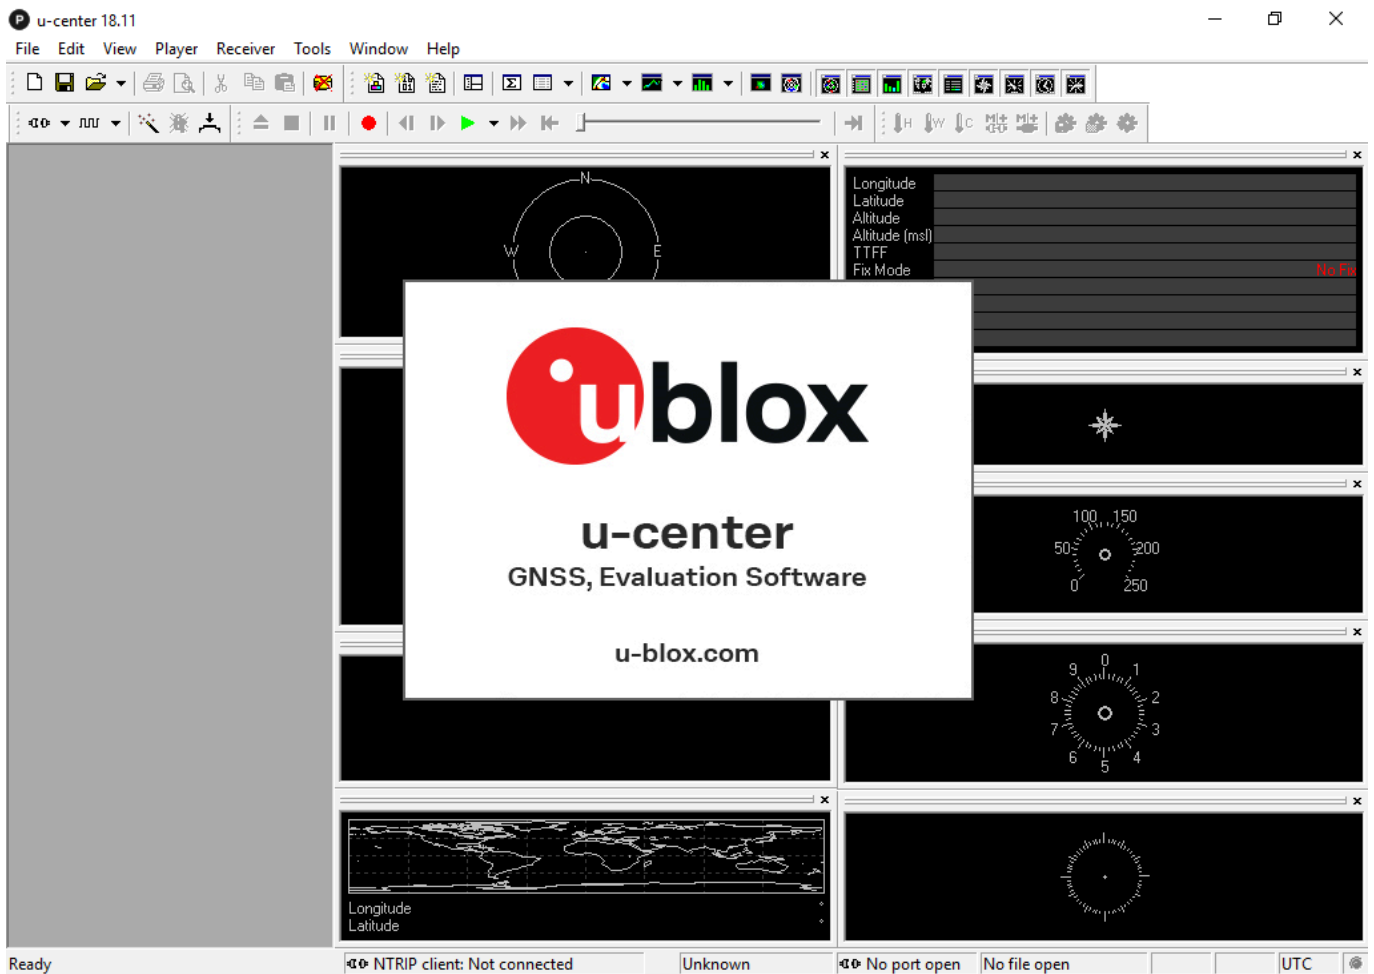 u-center 18.11
File Edit View Player Receiver Tools Window Help
N
W E
Longitude
Latitude
Altitude
Altitude (msl)
TTFF
Fix Mode No Fix
ublox
u-center
GNSS, Evaluation Software
u-blox.com
100 150
50 200
0 250
0
9 1
8 2
7 3
6 4
5
Longitude °
Latitude °
Ready NTRIP client: Not connected Unknown No port open No file open UTC